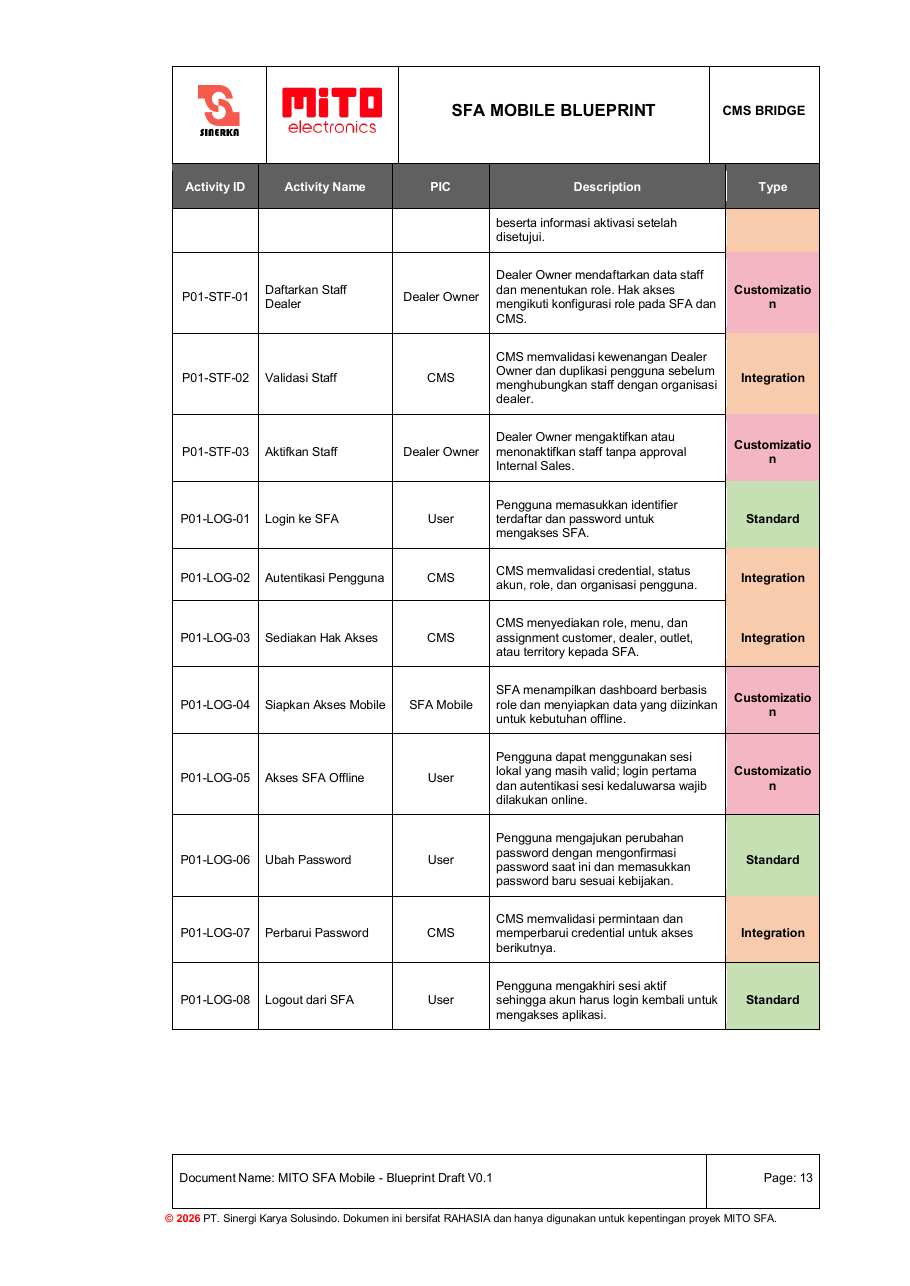 SINERKA
MiTO
electronics
SFA MOBILE BLUEPRINT
CMS BRIDGE
Activity ID Activity Name PIC Description Type
beserta informasi aktivasi setelah
disetujui.
P01-STF-01
Daftarkan Staff
Dealer
Dealer Owner
Dealer Owner mendaftarkan data staff
dan menentukan role. Hak akses
mengikuti konfigurasi role pada SFA dan
CMS.
Customizatio
n
P01-STF-02
Validasi Staff
CMS
CMS memvalidasi kewenangan Dealer
Owner dan duplikasi pengguna sebelum
menghubungkan staff dengan organisasi
dealer.
Integration
P01-STF-03
Aktifkan Staff
Dealer Owner
Dealer Owner mengaktifkan atau
menonaktifkan staff tanpa approval
Internal Sales.
Customizatio
n
P01-LOG-01
Login ke SFA
User
Pengguna memasukkan identifier
terdaftar dan password untuk
mengakses SFA.
Standard
P01-LOG-02
Autentikasi Pengguna
CMS
CMS memvalidasi credential, status
akun, role, dan organisasi pengguna.
Integration
P01-LOG-03
Sediakan Hak Akses
CMS
CMS menyediakan role, menu, dan
assignment customer, dealer, outlet,
atau territory kepada SFA.
Integration
P01-LOG-04
Siapkan Akses Mobile
SFA Mobile
SFA menampilkan dashboard berbasis
role dan menyiapkan data yang diizinkan
untuk kebutuhan offline.
Customizatio
n
P01-LOG-05
Akses SFA Offline
User
Pengguna dapat menggunakan sesi
lokal yang masih valid; login pertama
dan autentikasi sesi kedaluwarsa wajib
dilakukan online.
Customizatio
n
P01-LOG-06
Ubah Password
User
Pengguna mengajukan perubahan
password dengan mengonfirmasi
password saat ini dan memasukkan
password baru sesuai kebijakan.
Standard
P01-LOG-07
Perbarui Password
CMS
CMS memvalidasi permintaan dan
memperbarui credential untuk akses
berikutnya.
Integration
P01-LOG-08
Logout dari SFA
User
Pengguna mengakhiri sesi aktif
sehingga akun harus login kembali untuk
mengakses aplikasi.
Standard
Document Name: MITO SFA Mobile - Blueprint Draft V0.1
Page: 13
© 2026 PT. Sinergi Karya Solusindo. Dokumen ini bersifat RAHASIA dan hanya digunakan untuk kepentingan proyek MITO SFA.